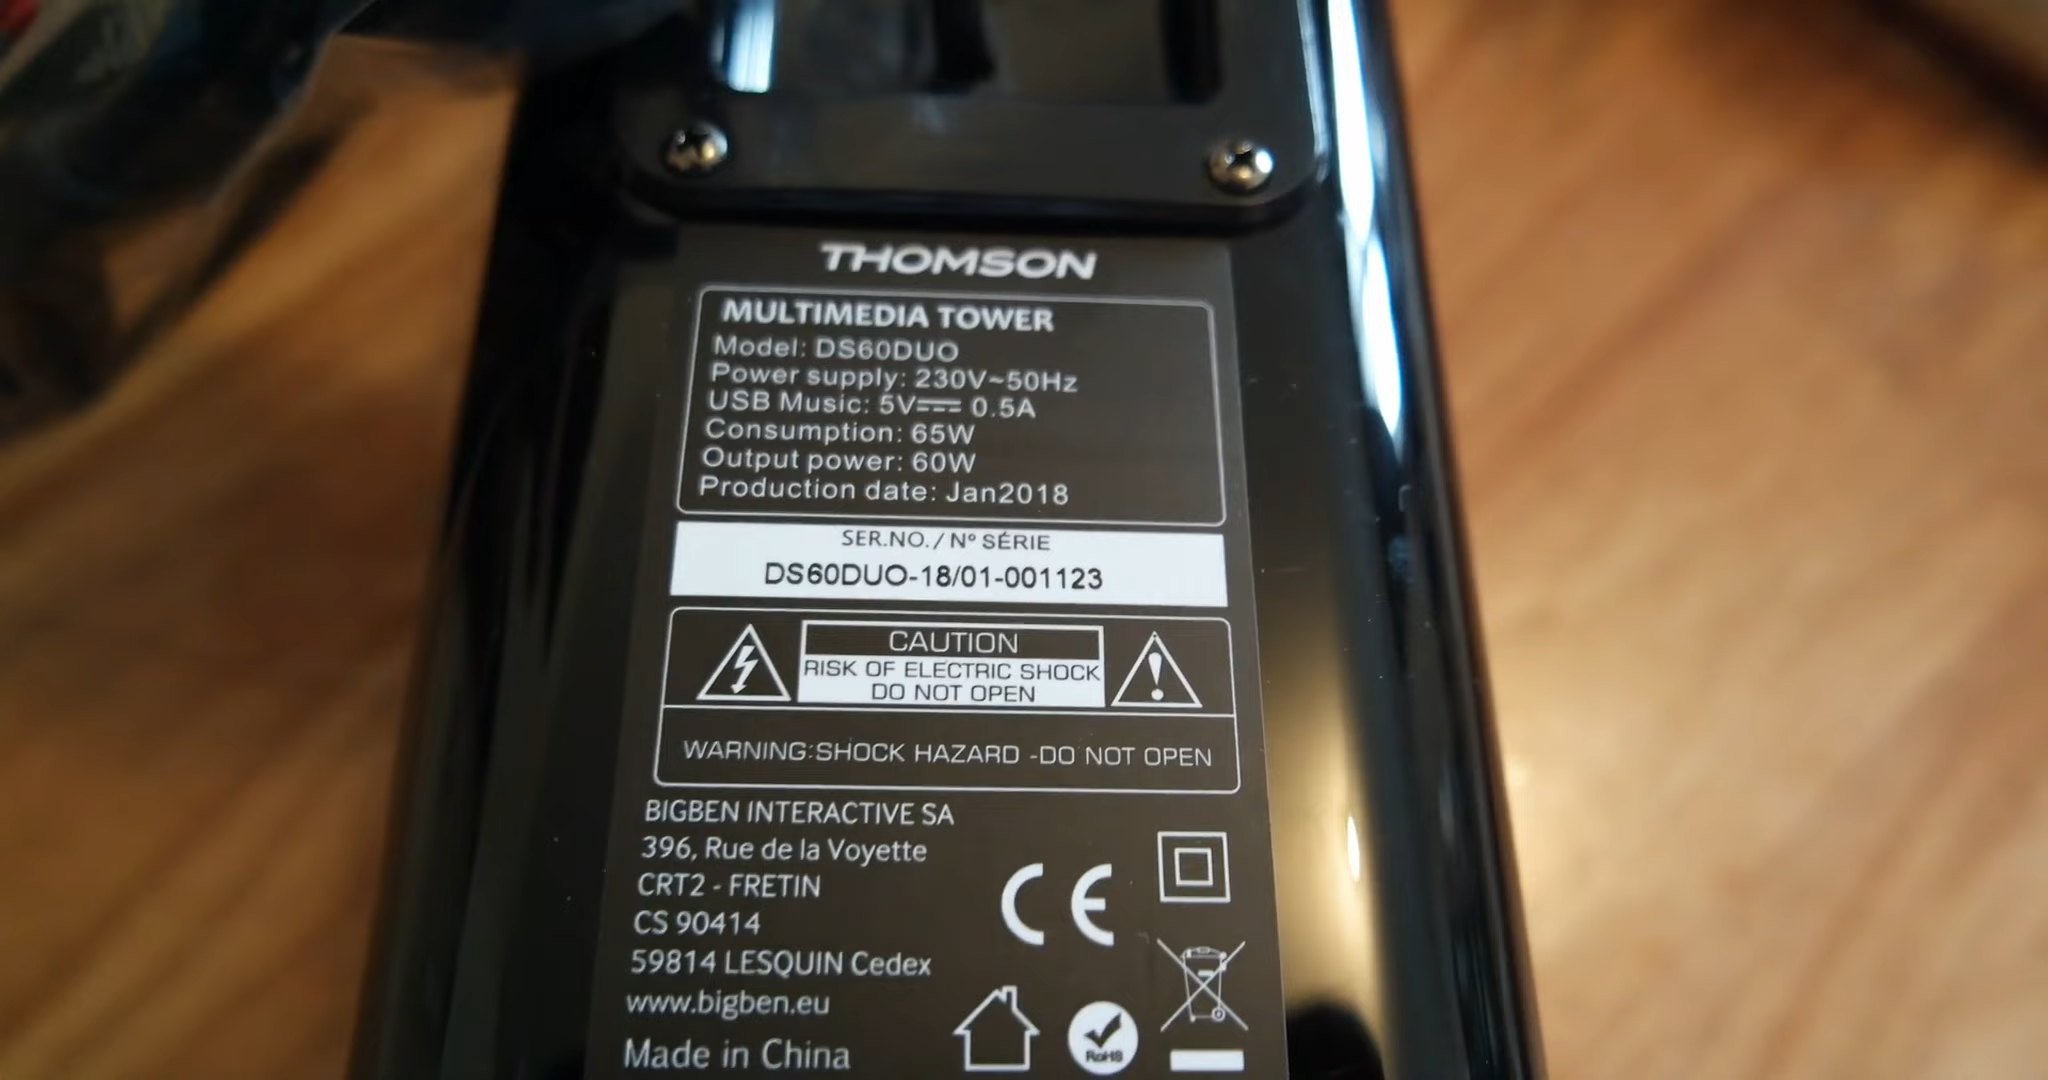 THOMSON
MULTIMEDIA TOWER
Model: DS60DUO
Power supply: 230V~50Hz
USB Music: 5V⎓ 0.5A
Consumption: 65W
Output power: 60W
Production date: Jan2018
SER.NO./ Nº SÉRIE
DS60DUO-18/01-001123
CAUTION
RISK OF ELECTRIC SHOCK
DO NOT OPEN
WARNING:SHOCK HAZARD -DO NOT OPEN
BIGBEN INTERACTIVE SA
396, Rue de la Voyette
CRT2 - FRETIN
CS 90414
59814 LESQUIN Cedex
www.bigben.eu
Made in China
CE
RoHS